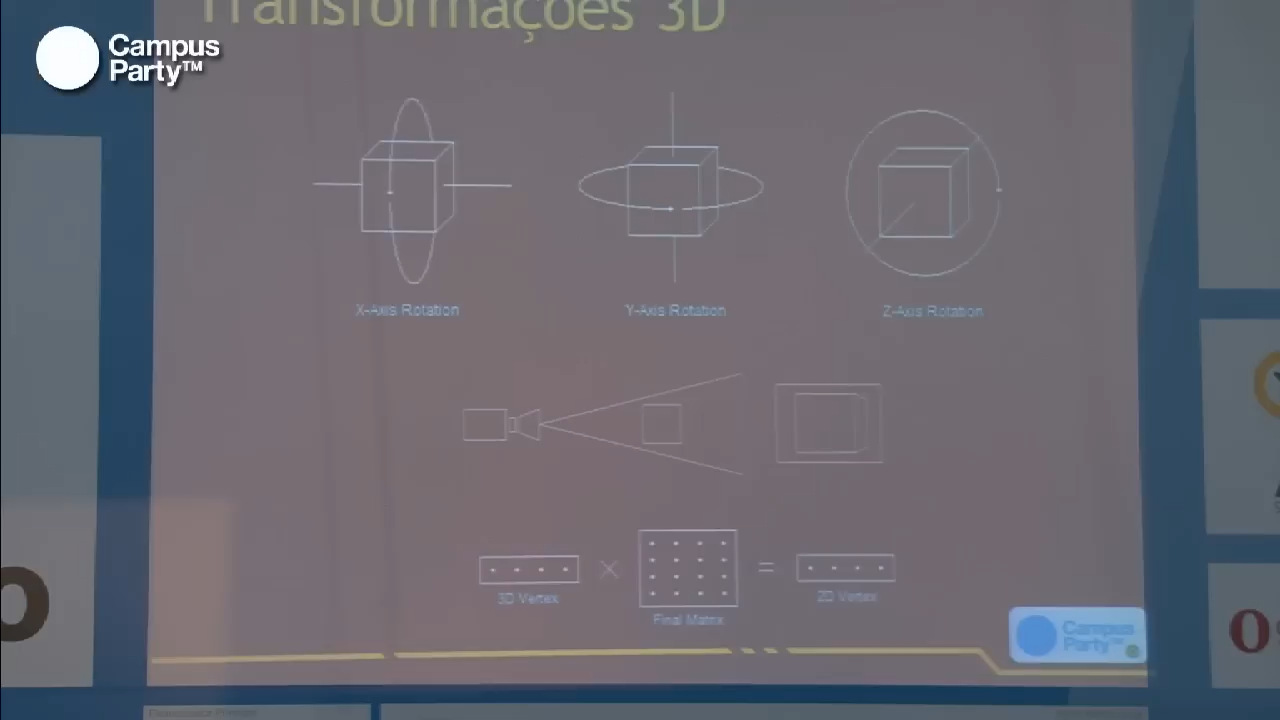 Transformações 3D
Campus
Party™
X-Axis Rotation
Y-Axis Rotation
Z-Axis Rotation
3D Vertex
2D Vertex
Final Matrix
Campus
Party™